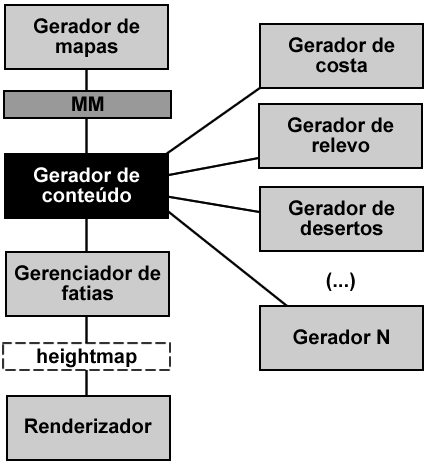 Gerador de
mapas
MM
Gerador de
conteúdo
Gerenciador de
fatias
heightmap
Renderizador
Gerador de
costa
Gerador de
relevo
Gerador de
desertos
(...)
Gerador N